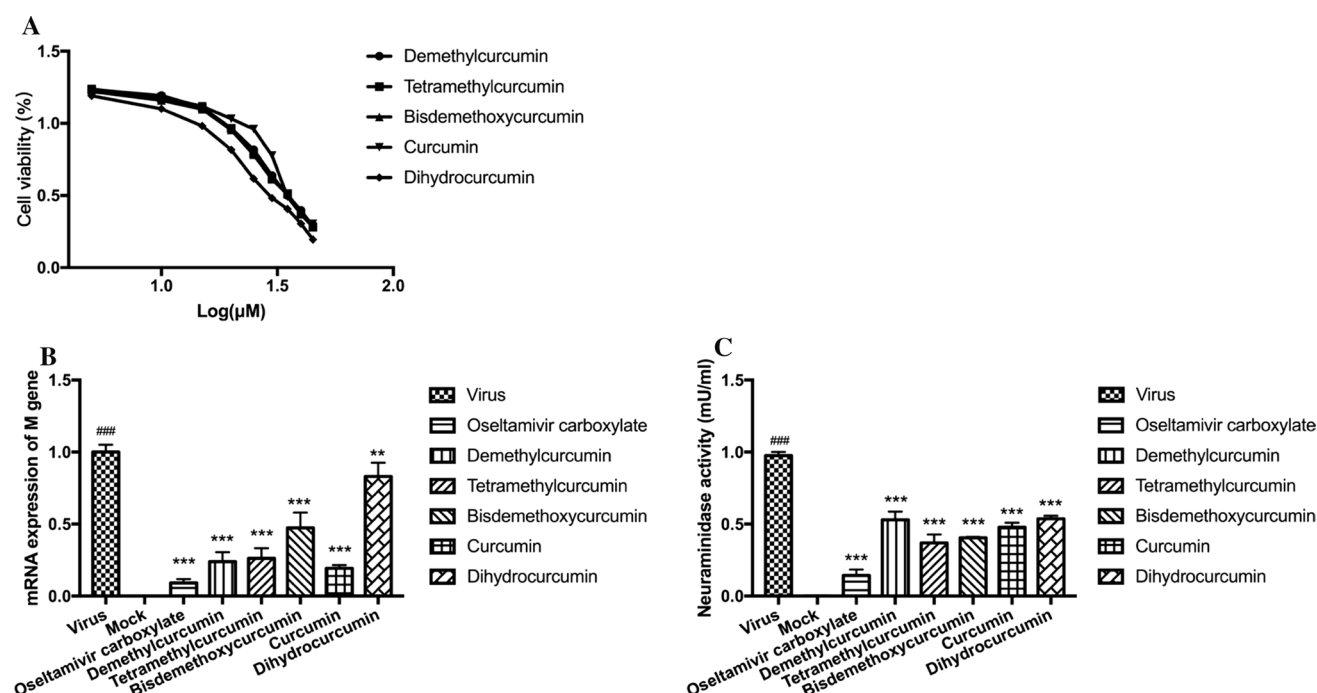 A
Cell viability (%)
1.5
1.0
0.5
0.0
1.0
1.5
2.0
Log(µM)
Demethylcurcumin
Tetramethylcurcumin
Bisdemethoxycurcumin
Curcumin
Dihydrocurcumin
B
mRNA expression of M gene
1.5
1.0
0.5
0.0
###
***
***
***
***
***
**
Virus
Mock
Oseltamivir carboxylate
Demethylcurcumin
Tetramethylcurcumin
Bisdemethoxycurcumin
Curcumin
Dihydrocurcumin
Virus
Oseltamivir carboxylate
Demethylcurcumin
Tetramethylcurcumin
Bisdemethoxycurcumin
Curcumin
Dihydrocurcumin
C
Neuraminidase activity (mU/ml)
1.5
1.0
0.5
0.0
###
***
***
***
***
***
***
Virus
Mock
Oseltamivir carboxylate
Demethylcurcumin
Tetramethylcurcumin
Bisdemethoxycurcumin
Curcumin
Dihydrocurcumin
Virus
Oseltamivir carboxylate
Demethylcurcumin
Tetramethylcurcumin
Bisdemethoxycurcumin
Curcumin
Dihydrocurcumin